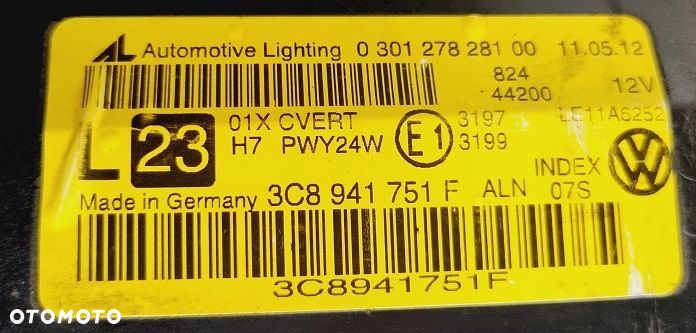 AL Automotive Lighting 0 301 278 281 00 11.05.12
824
44200 12V
L 23 01X CVERT E1 3197 LE11A6252
H7 PWY24W 3199
INDEX
Made in Germany 3C8 941 751 F ALN 07S
3C8941751F
OTOMOTO